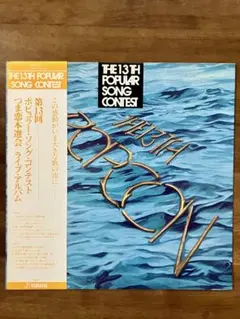 THE 13TH POPULAR
SONG CONTEST
第13回
ポピュラー・ソング・コンテスト
つま恋本選会 ライブ・アルバム
THE 13TH
POPULAR
SONG
CONTEST
THE 13TH
POPCON
YAMAHA